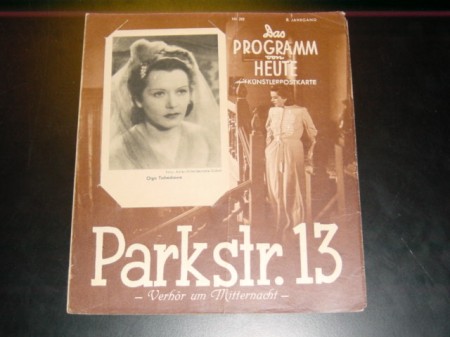 Das
PROGRAMM
von
HEUTE
KÜNSTLERPOSTKARTE
Olga Tschechowa
Parkstr. 13
– Verhör um Mitternacht –